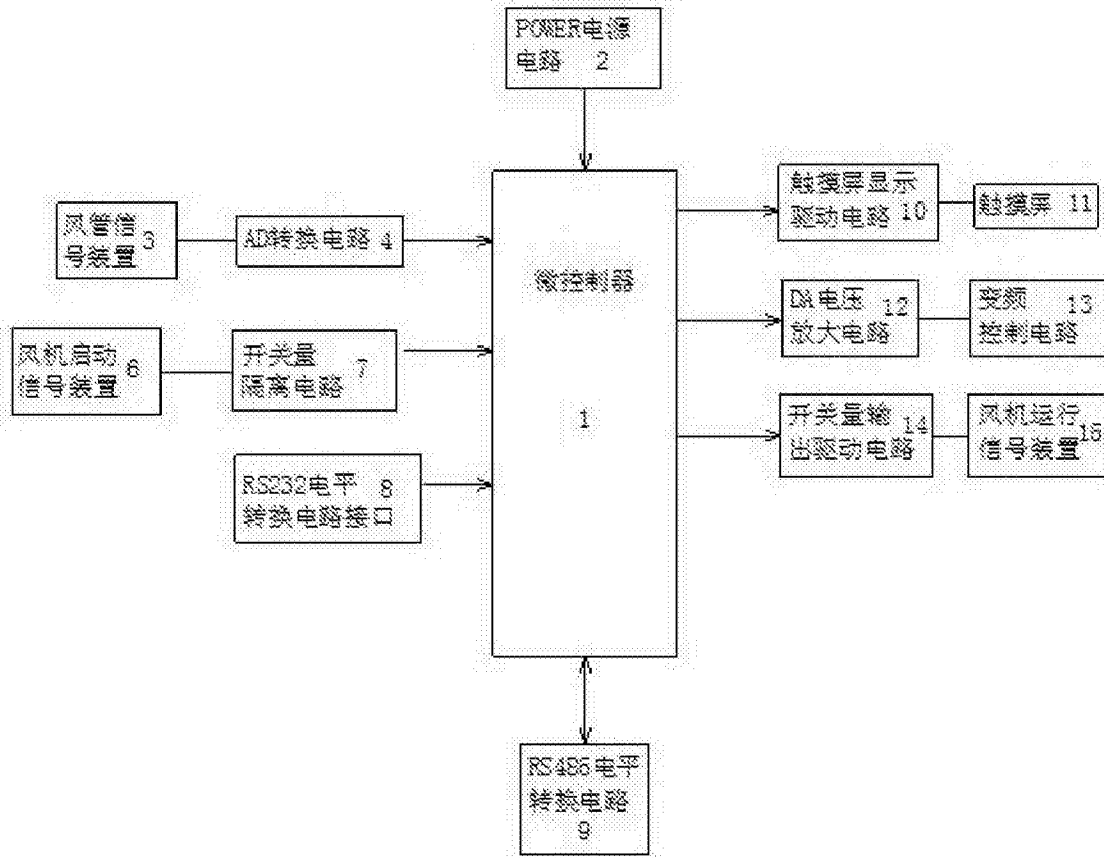 POWER电源
电路 2
风管信
号装置 3
AD转换电路 4
风机启动
信号装置 6
开关量
隔离电路 7
RS232电平
转换电路接口 8
微控制器
1
触摸屏显示
驱动电路 10
触摸屏 11
DA电压
放大电路 12
变频
控制电路 13
开关量输
出驱动电路 14
风机运行
信号装置 15
RS485电平
转换电路
9